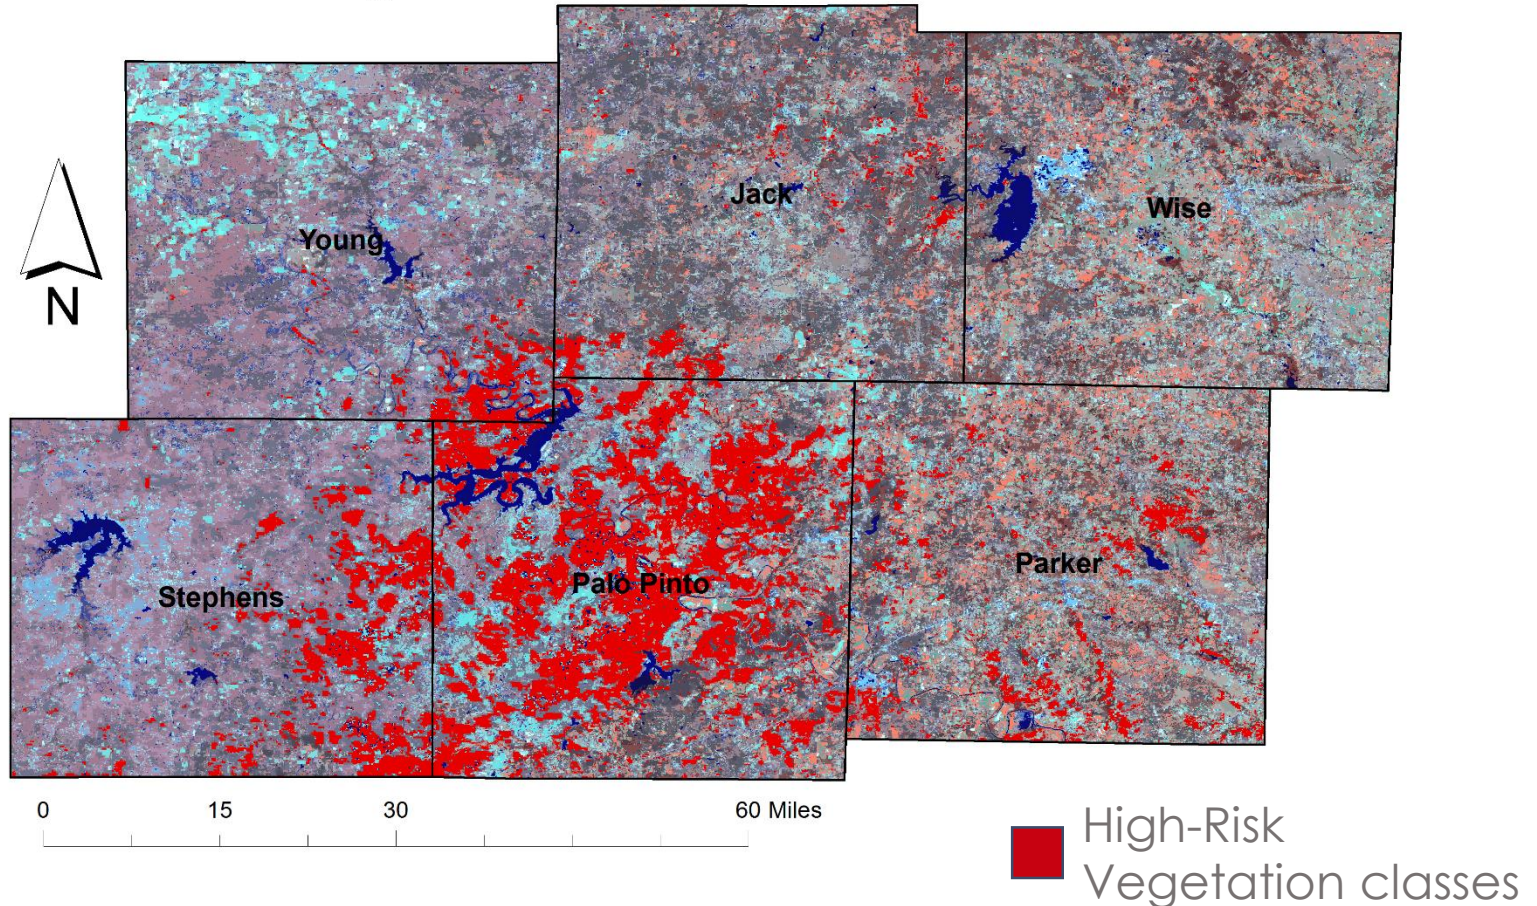 Jack
Wise
Young
N
Palo Pinto
Parker
Stephens
0 15 30 60 Miles
High-Risk
Vegetation classes